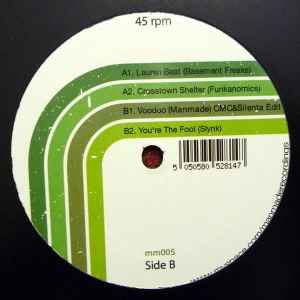 45 rpm
A1. Lauren Beat (Basement Freaks)
A2. Crosstown Shelter (Funkanomics)
B1. Voodoo (Manmade) OMC&Silenta Edit
B2. You're The Fool (Slynk)
5 050580 528147
mm005
Side B